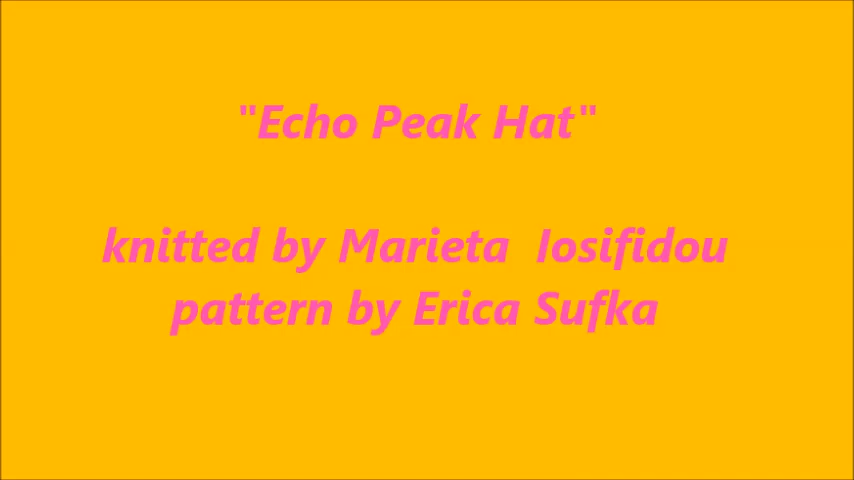 "Echo Peak Hat"
knitted by Marieta  Iosifidou
pattern by Erica Sufka